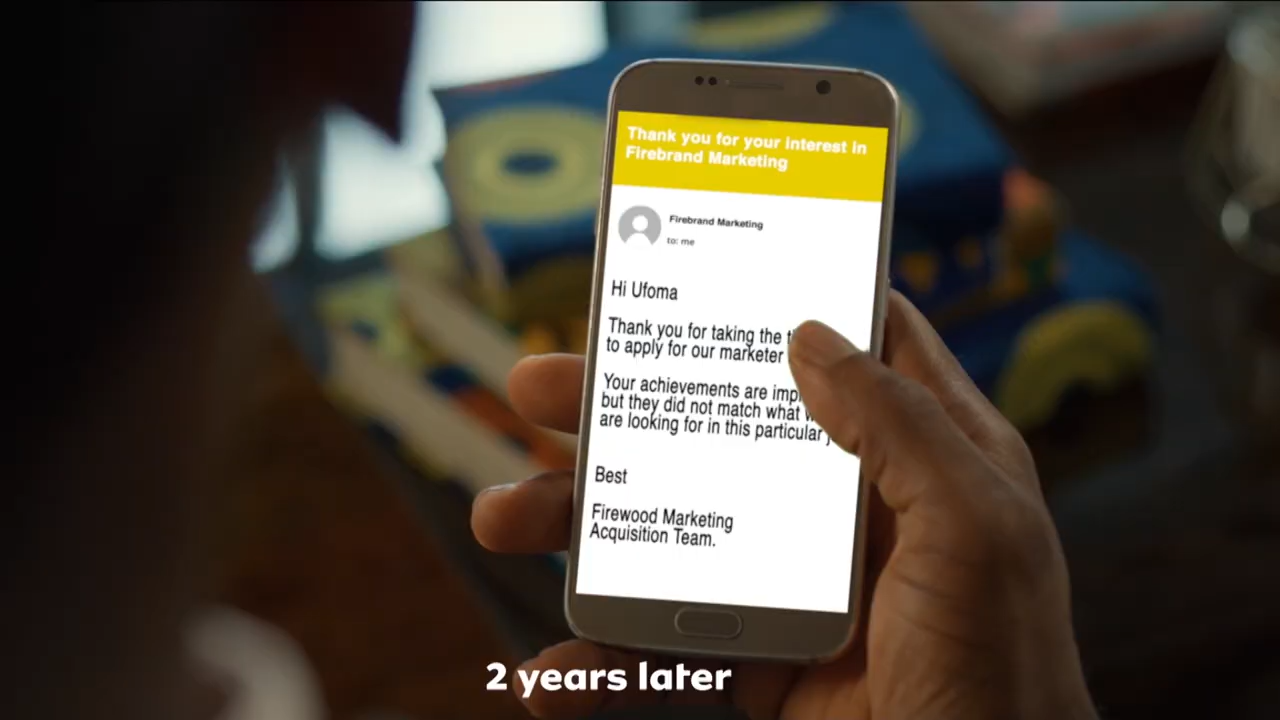 Thank you for your interest in
Firebrand Marketing
Firebrand Marketing
to: me
Hi Ufoma
Thank you for taking the
to apply for our marketer
Your achievements are
but they did not match what
are looking for in this particular
Best
Firewood Marketing
Acquisition Team.
2 years later